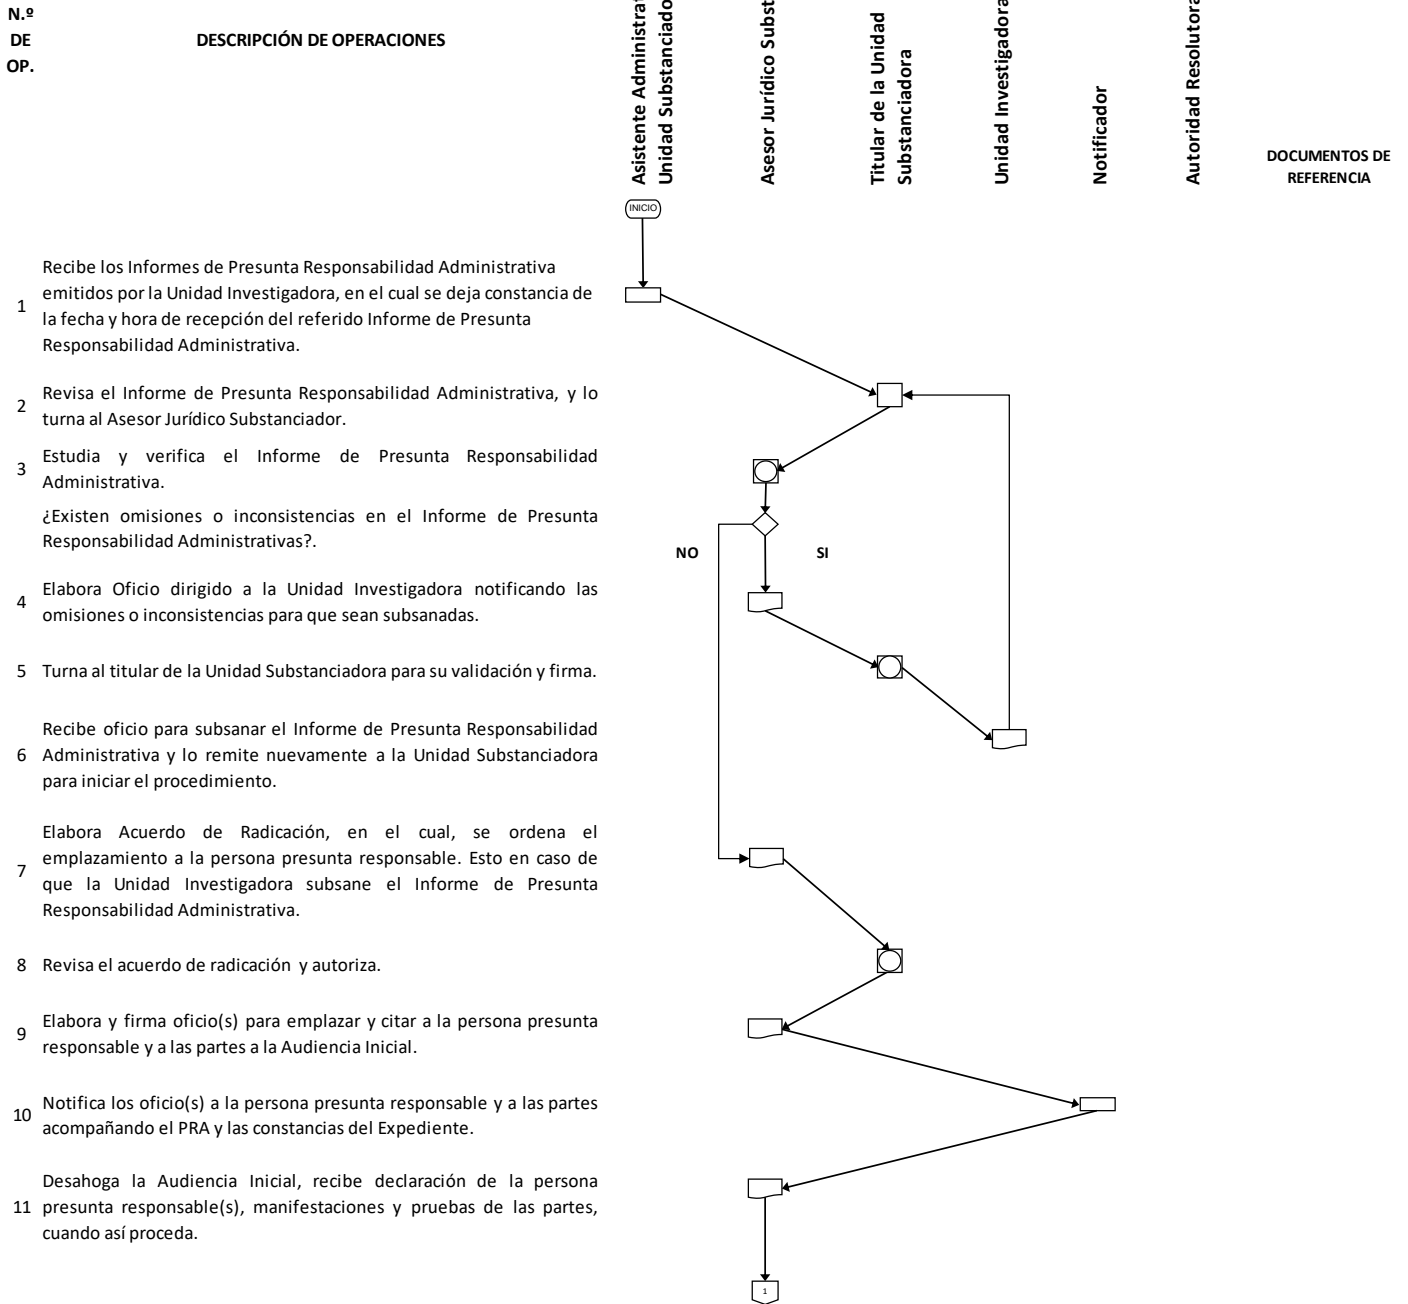 N.º
DE
OP.
DESCRIPCIÓN DE OPERACIONES
Unidad Substanciado
Asesor Jurídico Subst
Titular de la Unidad
Substanciadora
Unidad Investigadora
Notificador
Autoridad Resolutora
DOCUMENTOS DE
REFERENCIA
INICIO
1
Recibe los Informes de Presunta Responsabilidad Administrativa
emitidos por la Unidad Investigadora, en el cual se deja constancia de
la fecha y hora de recepción del referido Informe de Presunta
Responsabilidad Administrativa.
2
Revisa el Informe de Presunta Responsabilidad Administrativa, y lo
turna al Asesor Jurídico Substanciador.
3
Estudia y verifica el Informe de Presunta Responsabilidad
Administrativa.
¿Existen omisiones o inconsistencias en el Informe de Presunta
Responsabilidad Administrativas?.
NO
SI
4
Elabora Oficio dirigido a la Unidad Investigadora notificando las
omisiones o inconsistencias para que sean subsanadas.
5 Turna al titular de la Unidad Substanciadora para su validación y firma.
Recibe oficio para subsanar el Informe de Presunta Responsabilidad
6 Administrativa y lo remite nuevamente a la Unidad Substanciadora
para iniciar el procedimiento.
7
Elabora Acuerdo de Radicación, en el cual, se ordena el
emplazamiento a la persona presunta responsable. Esto en caso de
que la Unidad Investigadora subsane el Informe de Presunta
Responsabilidad Administrativa.
8 Revisa el acuerdo de radicación y autoriza.
9
Elabora y firma oficio(s) para emplazar y citar a la persona presunta
responsable y a las partes a la Audiencia Inicial.
10
Notifica los oficio(s) a la persona presunta responsable y a las partes
acompañando el PRA y las constancias del Expediente.
Desahoga la Audiencia Inicial, recibe declaración de la persona
11 presunta responsable(s), manifestaciones y pruebas de las partes,
cuando así proceda.
1